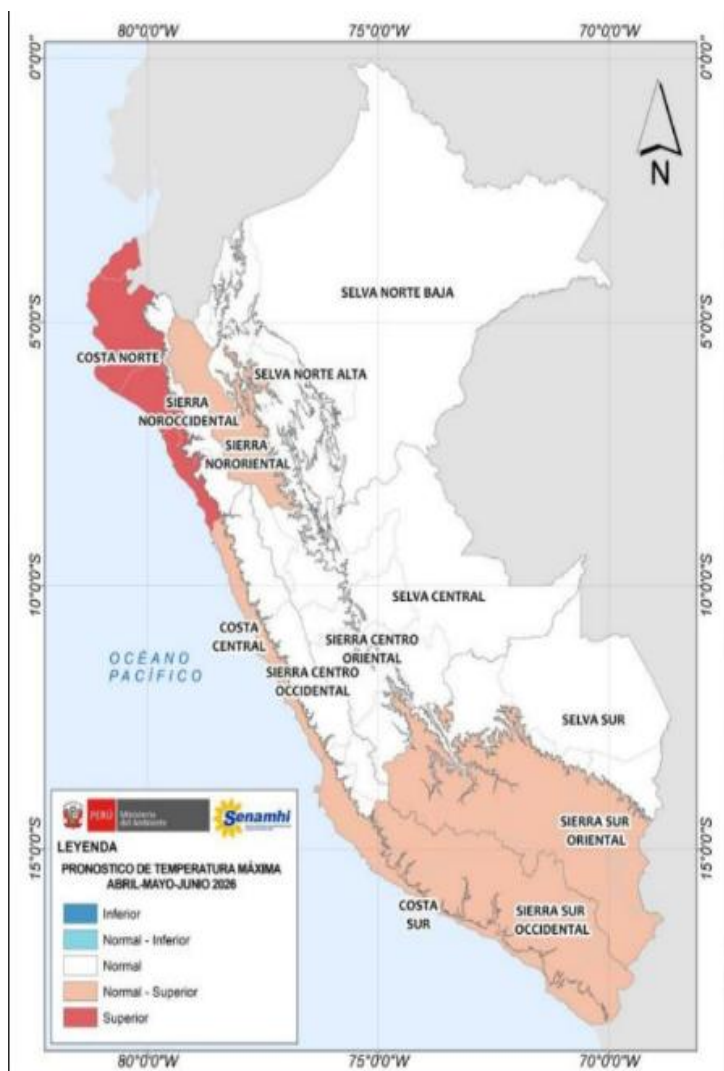 80°0'0"W 75°0'0"W 70°0'0"W
0°0'0" 0°0'0"
N
SELVA NORTE BAJA
5°0'0"S 5°0'0"S
COSTA NORTE
SELVA NORTE ALTA
SIERRA
NOROCCIDENTAL
SIERRA
NORORIENTAL
10°0'0"S 10°0'0"S
SELVA CENTRAL
COSTA
CENTRAL
SIERRA CENTRO
ORIENTAL
OCÉANO
PACÍFICO
SIERRA CENTRO
OCCIDENTAL
SELVA SUR
PERÚ Ministerio
del Ambiente
Senamhi
LEYENDA
PRONOSTICO DE TEMPERATURA MÁXIMA
ABRIL-MAYO-JUNIO 2026
Inferior
Normal - Inferior
Normal
Normal - Superior
Superior
SIERRA SUR
ORIENTAL
15°0'0"S 15°0'0"S
COSTA
SUR
SIERRA SUR
OCCIDENTAL
80°0'0"W 75°0'0"W 70°0'0"W